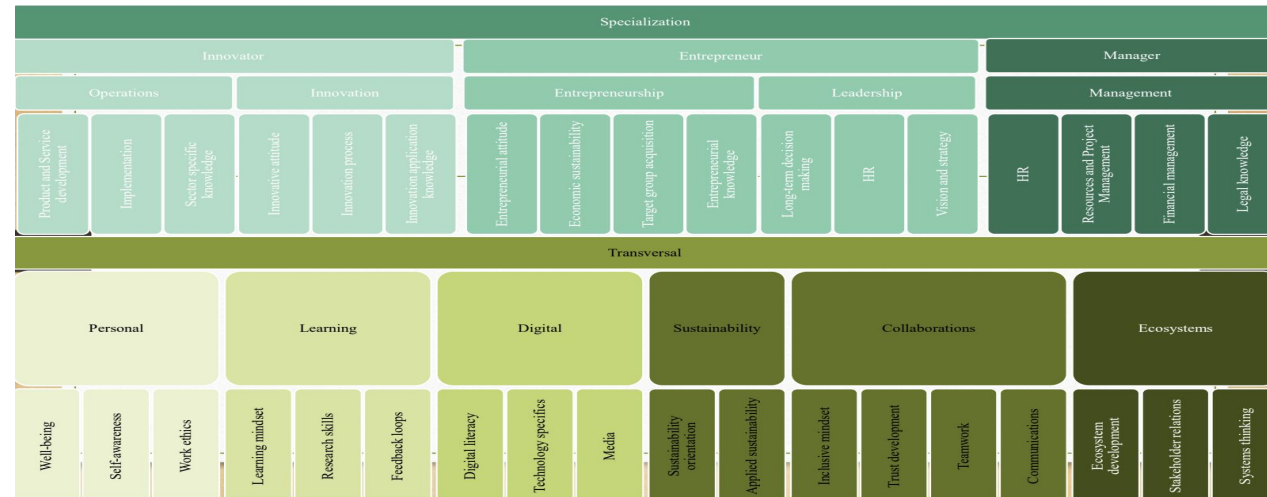 Specialization
Innovator
Entrepreneur
Manager
Operations
Innovation
Entrepreneurship
Leadership
Management
Product and Service
development
Implementation
Sector specific
knowledge
Innovative attitude
Innovation process
Innovation application
knowledge
Entrepreneurial attitude
Economic sustainability
Target group acquisition
Entrepreneurial
knowledge
Long-term decision
making
HR
Vision and strategy
HR
Resources and Project
Management
Financial management
Legal knowledge
Transversal
Personal
Learning
Digital
Sustainability
Collaborations
Ecosystems
Well-being
Self-awareness
Work ethics
Learning mindset
Research skills
Feedback loops
Digital literacy
Technology specifics
Media
Sustainability
orientation
Applied sustainability
Inclusive mindset
Trust development
Teamwork
Communications
Ecosystem
development
Stakeholder relations
Systems thinking